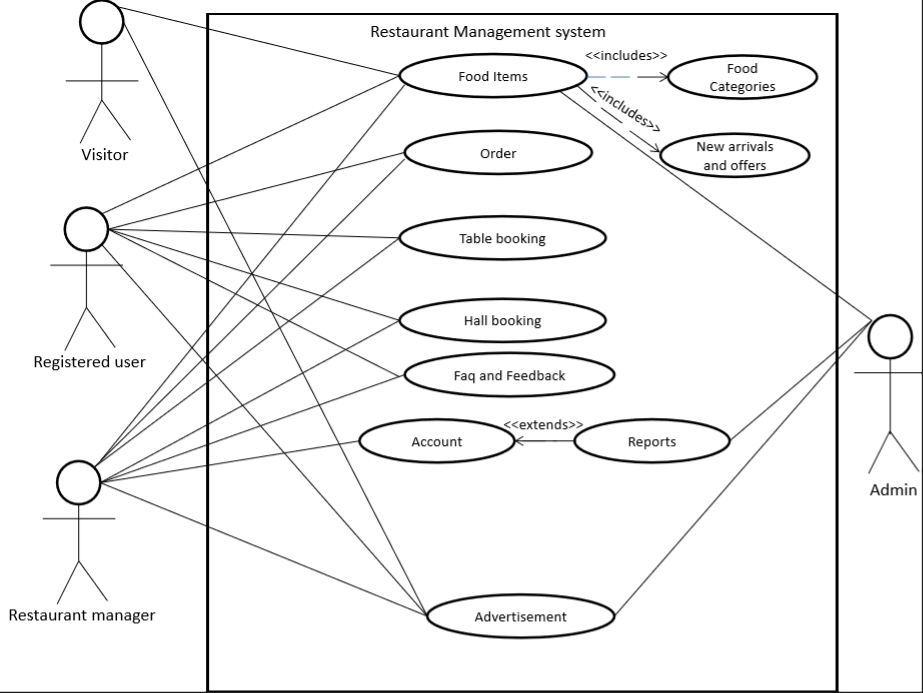 Restaurant Management system
<<includes>>
Food Items
Food
Categories
<<includes>>
New arrivals
and offers
Order
Visitor
Table booking
Hall booking
Registered user
Faq and Feedback
<<extends>>
Account
Reports
Admin
Restaurant manager
Advertisement